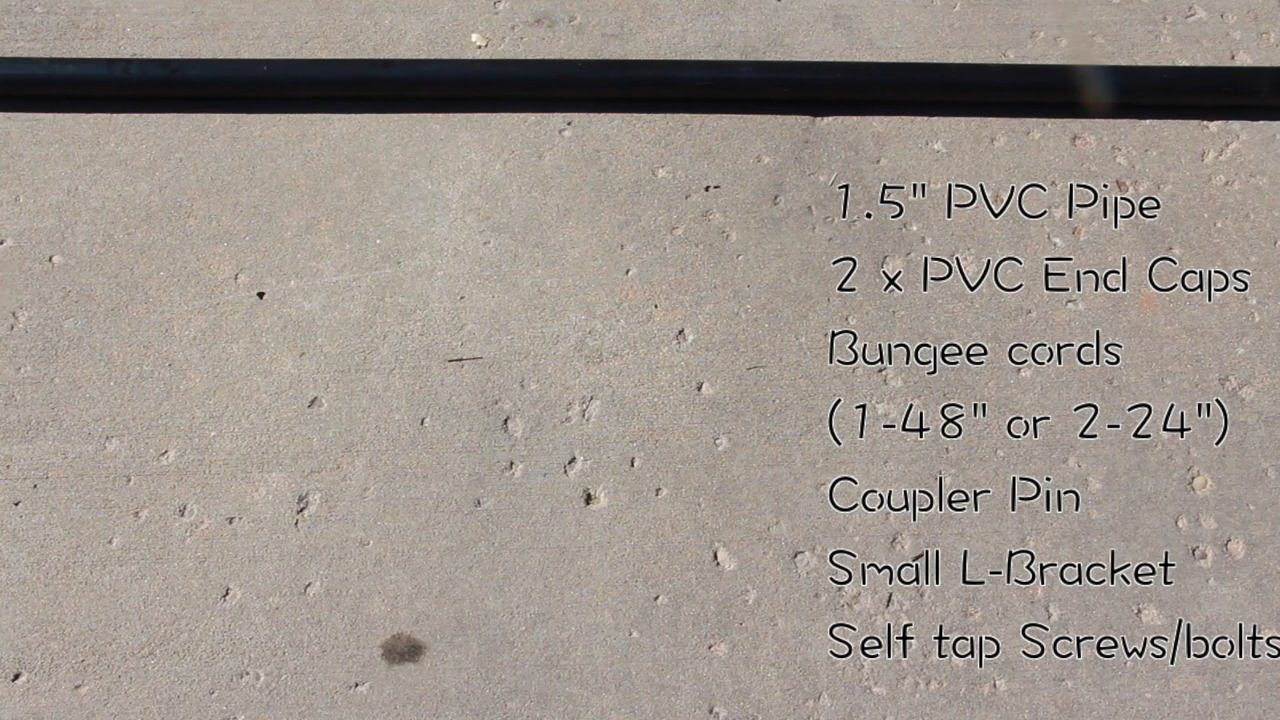 1.5" PVC Pipe
2 x PVC End Caps
Bungee cords
(1-48" or 2-24")
Coupler Pin
Small L-Bracket
Self tap Screws/bolts